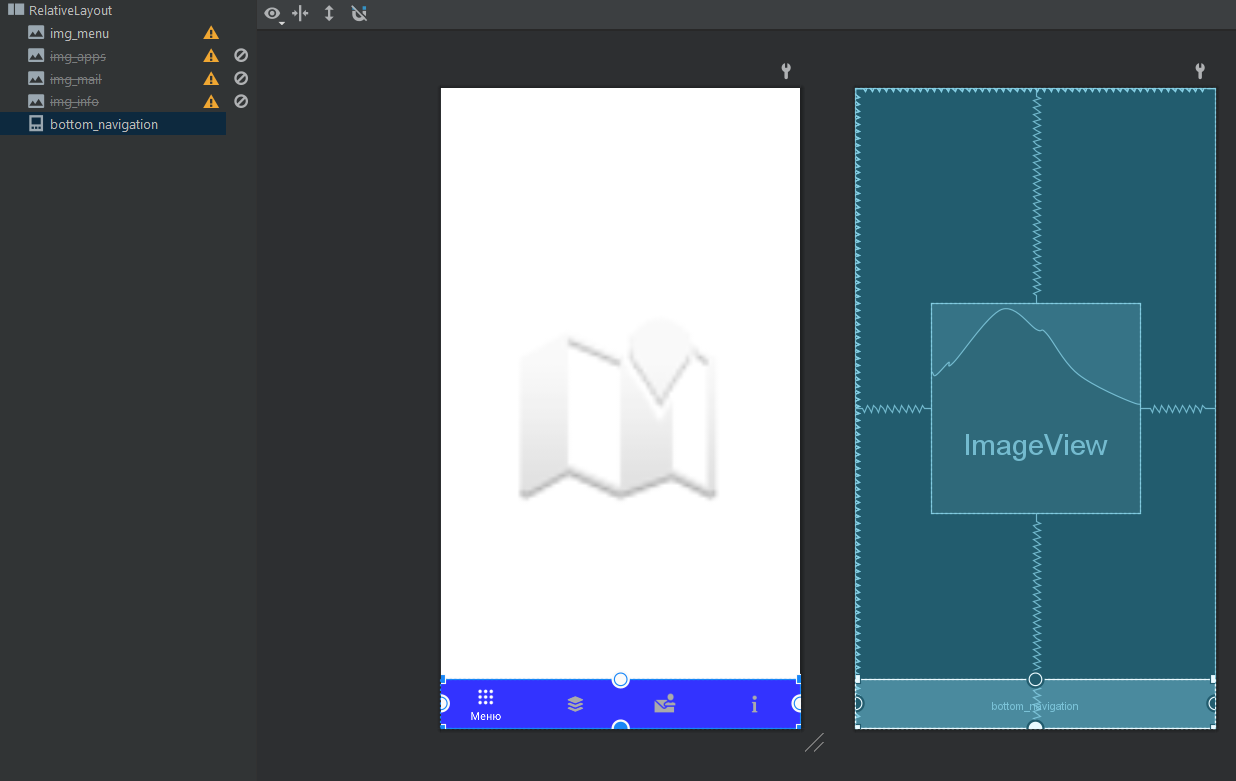 RelativeLayout
img_menu
img_apps
img_mail
img_info
bottom_navigation
ImageView
Меню
bottom_navigation